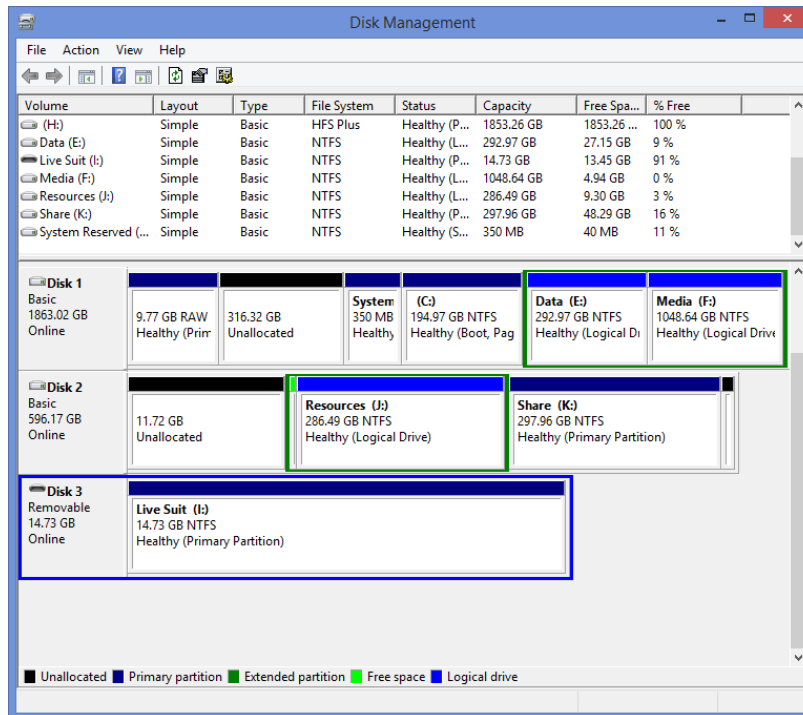 Disk Management
File Action View Help
Volume Layout Type File System Status Capacity Free Spa... % Free
(H:) Simple Basic HFS Plus Healthy (P... 1853.26 GB 1853.26 ... 100 %
Data (E:) Simple Basic NTFS Healthy (L... 292.97 GB 27.15 GB 9 %
Live Suit (I:) Simple Basic NTFS Healthy (P... 14.73 GB 13.45 GB 91 %
Media (F:) Simple Basic NTFS Healthy (L... 1048.64 GB 4.94 GB 0 %
Resources (J:) Simple Basic NTFS Healthy (L... 286.49 GB 9.30 GB 3 %
Share (K:) Simple Basic NTFS Healthy (P... 297.96 GB 48.29 GB 16 %
System Reserved (... Simple Basic NTFS Healthy (S... 350 MB 40 MB 11 %
Disk 1
Basic
1863.02 GB
Online
9.77 GB RAW
Healthy (Prim
316.32 GB
Unallocated
System
350 MB
Healthy
(C:)
194.97 GB NTFS
Healthy (Boot, Pag
Data (E:)
292.97 GB NTFS
Healthy (Logical Dr
Media (F:)
1048.64 GB NTFS
Healthy (Logical Drive
Disk 2
Basic
596.17 GB
Online
11.72 GB
Unallocated
Resources (J:)
286.49 GB NTFS
Healthy (Logical Drive)
Share (K:)
297.96 GB NTFS
Healthy (Primary Partition)
Disk 3
Removable
14.73 GB
Online
Live Suit (I:)
14.73 GB NTFS
Healthy (Primary Partition)
Unallocated Primary partition Extended partition Free space Logical drive